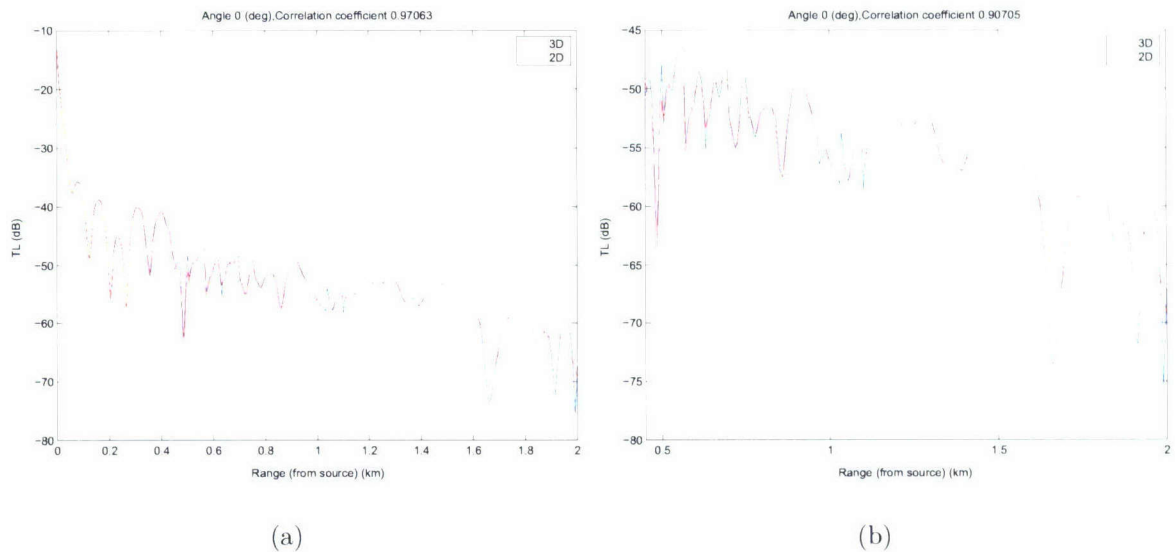 Angle 0 (deg),Correlation coefficient 0.97063
-10
-20
-30
-40
-50
-60
-70
-80
TL (dB)
3D
2D
0 0.2 0.4 0.6 0.8 1 1.2 1.4 1.6 1.8 2
Range (from source) (km)
(a)
Angle 0 (deg),Correlation coefficient 0.90705
-45
-50
-55
-60
-65
-70
-75
-80
TL (dB)
3D
2D
0 5 1 1.5 2
Range (from source) (km)
(b)